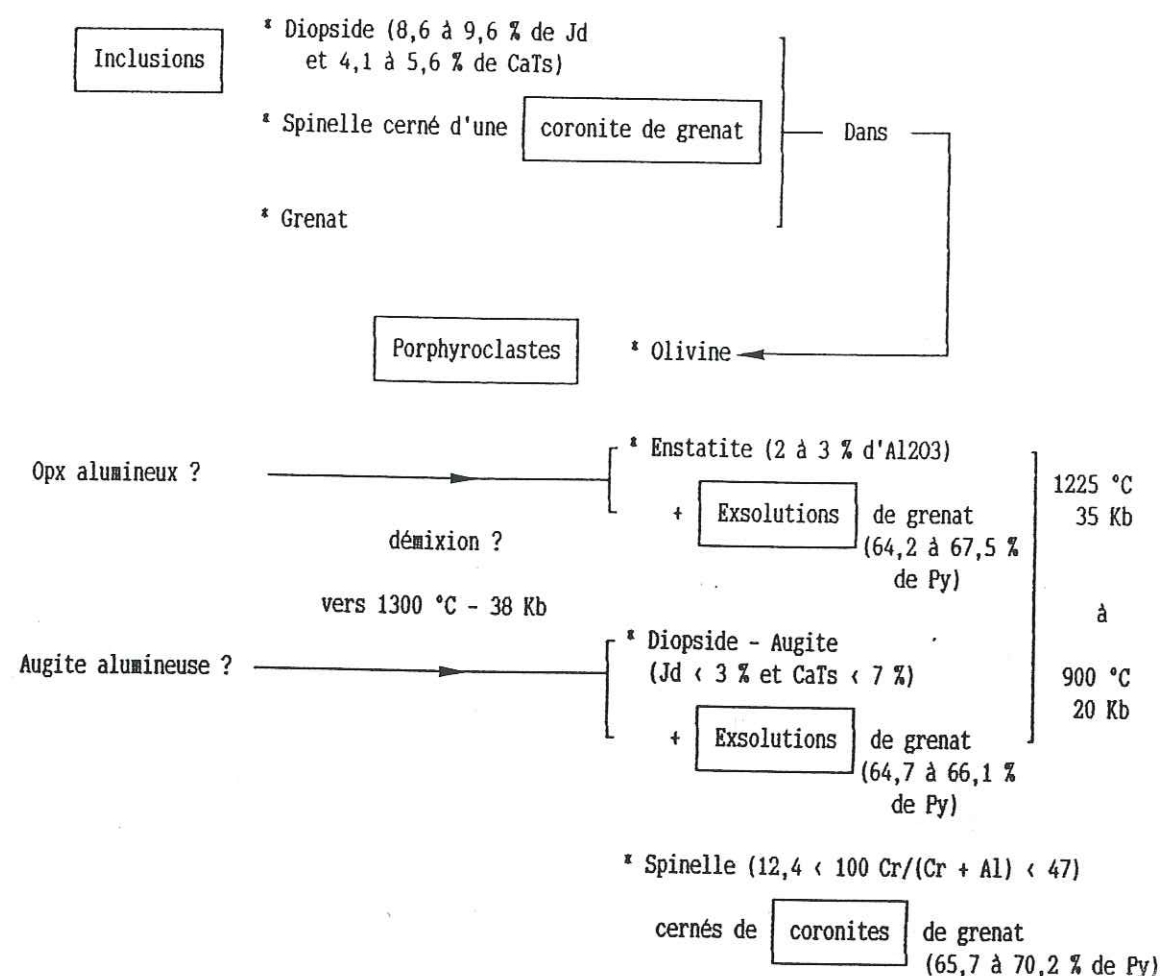 * Diopside (8,6 à 9,6 % de Jd
et 4,1 à 5,6 % de CaTs)
Inclusions
* Spinelle cerné d'une coronite de grenat
Dans
* Grenat
Porphyroclastes
* Olivine
Opx alumineux ?
* Enstatite (2 à 3 % d'Al2O3)
+ Exsolutions de grenat
(64,2 à 67,5 %
de Py)
démixion ?
vers 1300 °C - 38 Kb
Augite alumineuse ?
* Diopside - Augite
(Jd < 3 % et CaTs < 7 %)
+ Exsolutions de grenat
(64,7 à 66,1 %
de Py)
1225 °C
35 Kb
à
900 °C
20 Kb
* Spinelle (12,4 < 100 Cr/(Cr + Al) < 47)
cernés de coronites de grenat
(65,7 à 70,2 % de Py)